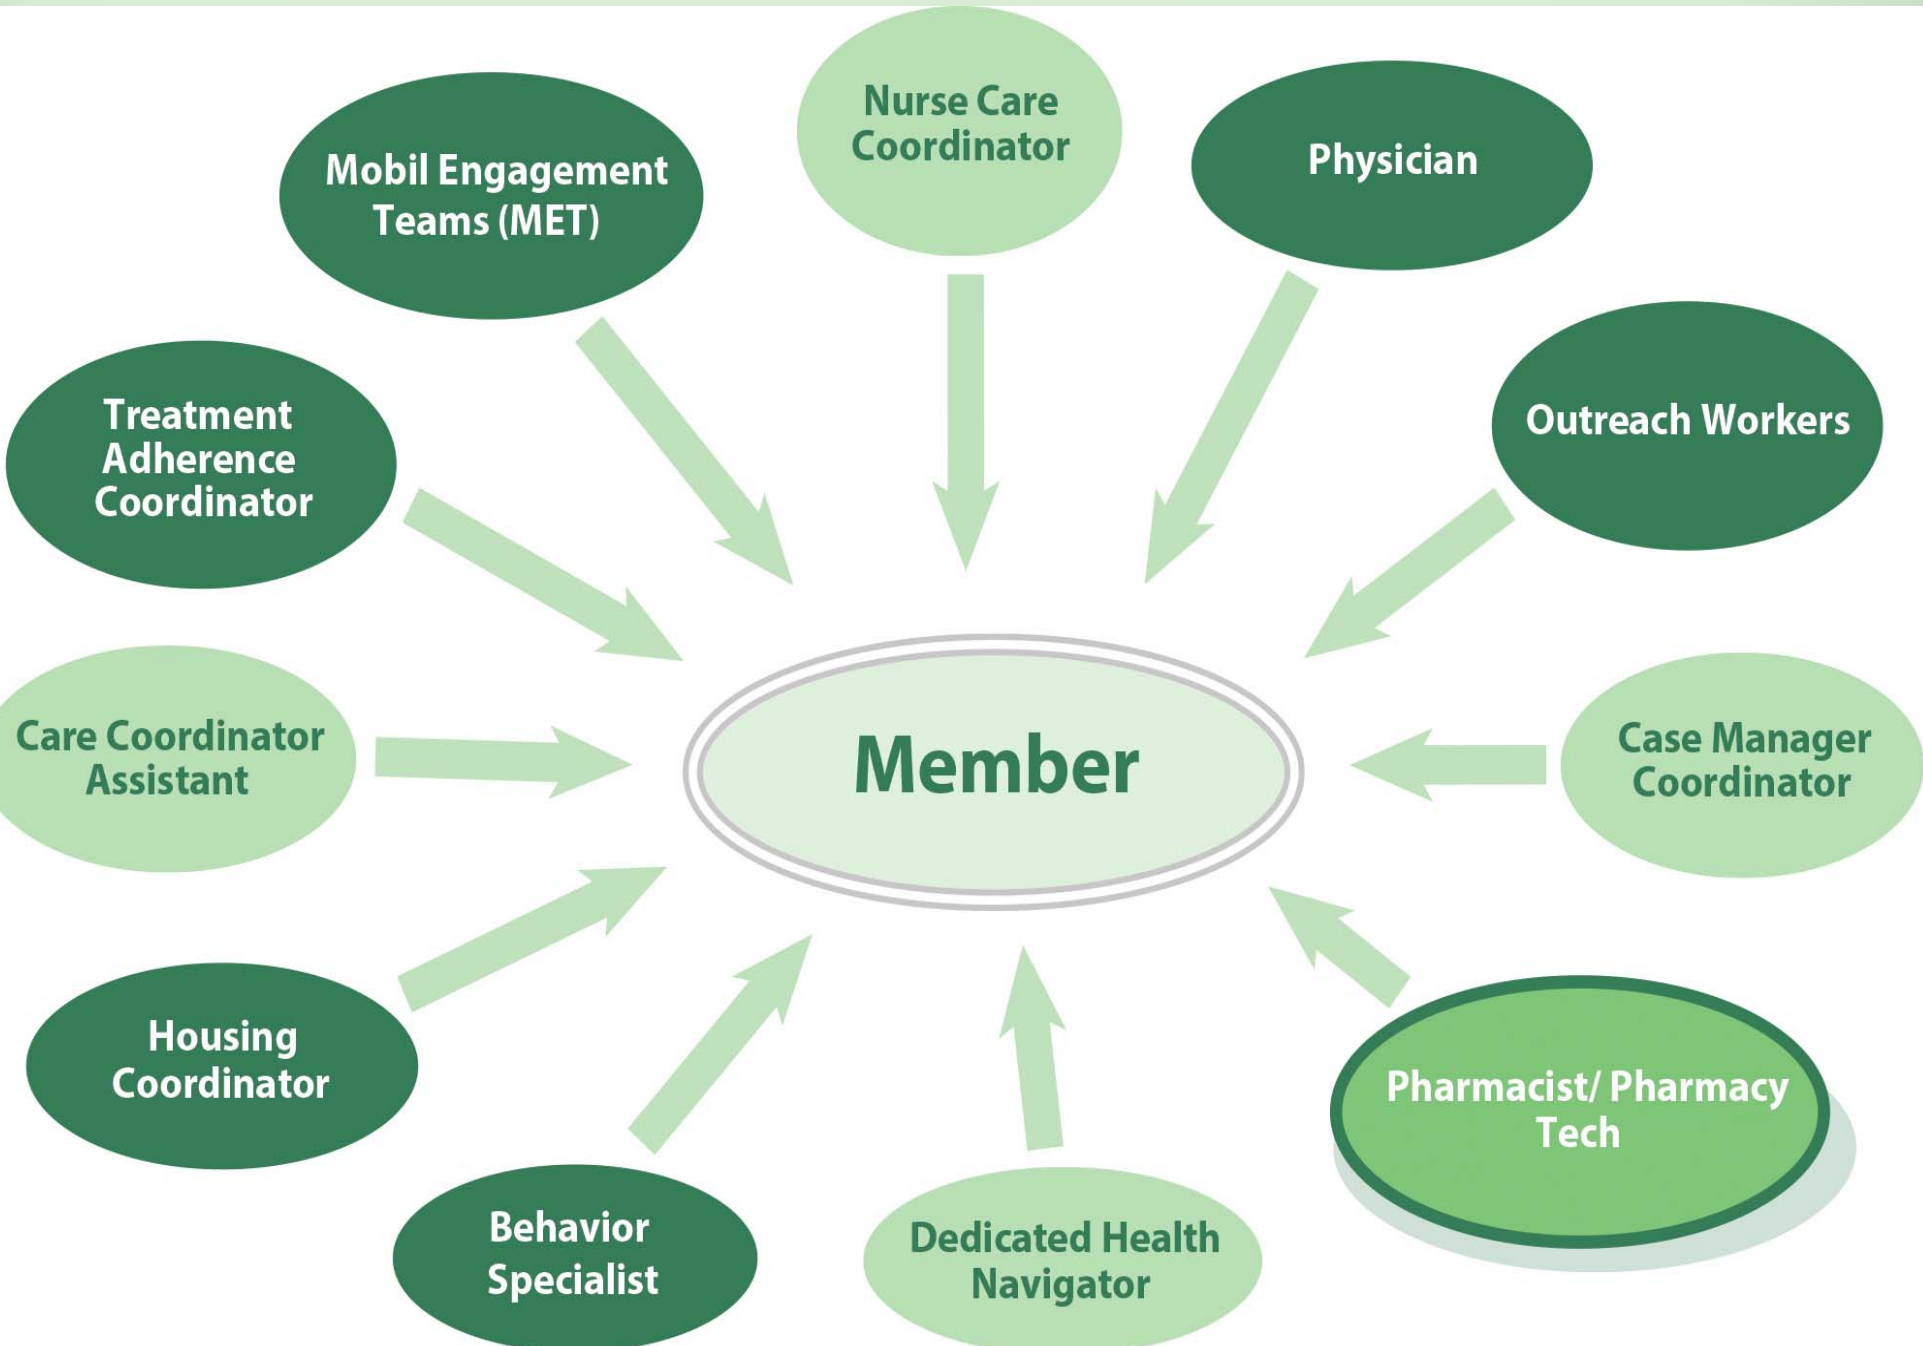 Nurse Care
Coordinator
Physician
Mobil Engagement
Teams (MET)
Outreach Workers
Treatment
Adherence
Coordinator
Care Coordinator
Assistant
Member
Case Manager
Coordinator
Housing
Coordinator
Pharmacist/ Pharmacy
Tech
Behavior
Specialist
Dedicated Health
Navigator